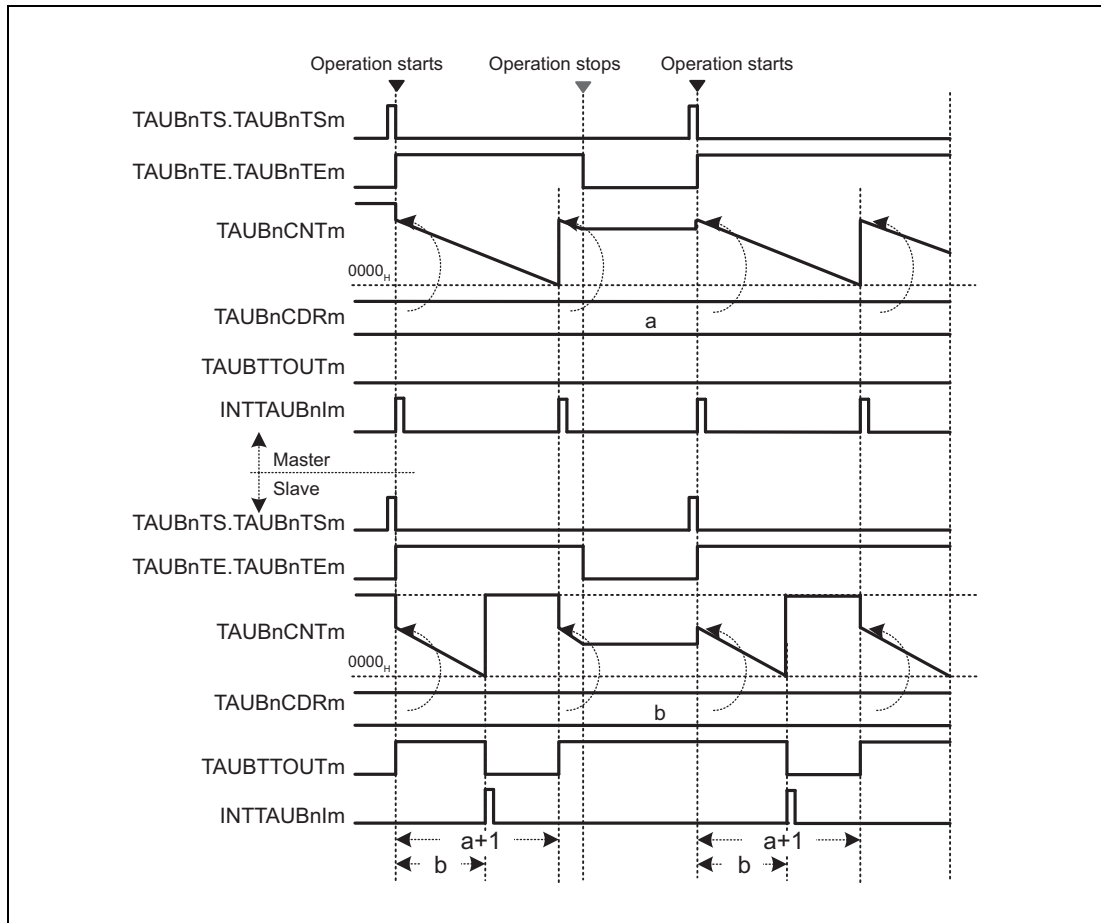 Operation starts Operation stops Operation starts
TAUBnTS.TAUBnTSm
TAUBnTE.TAUBnTEm
TAUBnCNTm
0000H
TAUBnCDRm
a
TAUBTTOUTm
INTTAUBnIm
Master
Slave
TAUBnTS.TAUBnTSm
TAUBnTE.TAUBnTEm
TAUBnCNTm
0000H
TAUBnCDRm
b
TAUBTTOUTm
INTTAUBnIm
a+1 a+1
b b